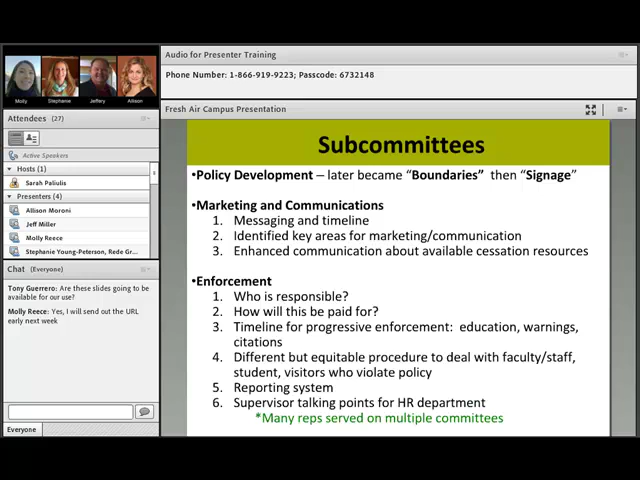 Molly
Stephanie
Jeffery
Allison
Attendees (27)
Active Speakers
Hosts (1)
Sarah Paliulis
Presenters (4)
Allison Moroni
Jeff Miller
Molly Reece
Stephanie Young-Peterson, Rede Gr...
Chat (Everyone)
Tony Guerrero: Are these slides going to be
available for our use?
Molly Reece: Yes, I will send out the URL
early next week
Everyone
Audio for Presenter Training
Phone Number: 1-866-919-9223; Passcode: 6732148
Fresh Air Campus Presentation
Subcommittees
•Policy Development – later became “Boundaries” then “Signage”
•Marketing and Communications
1. Messaging and timeline
2. Identified key areas for marketing/communication
3. Enhanced communication about available cessation resources
•Enforcement
1. Who is responsible?
2. How will this be paid for?
3. Timeline for progressive enforcement: education, warnings,
citations
4. Different but equitable procedure to deal with faculty/staff,
student, visitors who violate policy
5. Reporting system
6. Supervisor talking points for HR department
*Many reps served on multiple committees